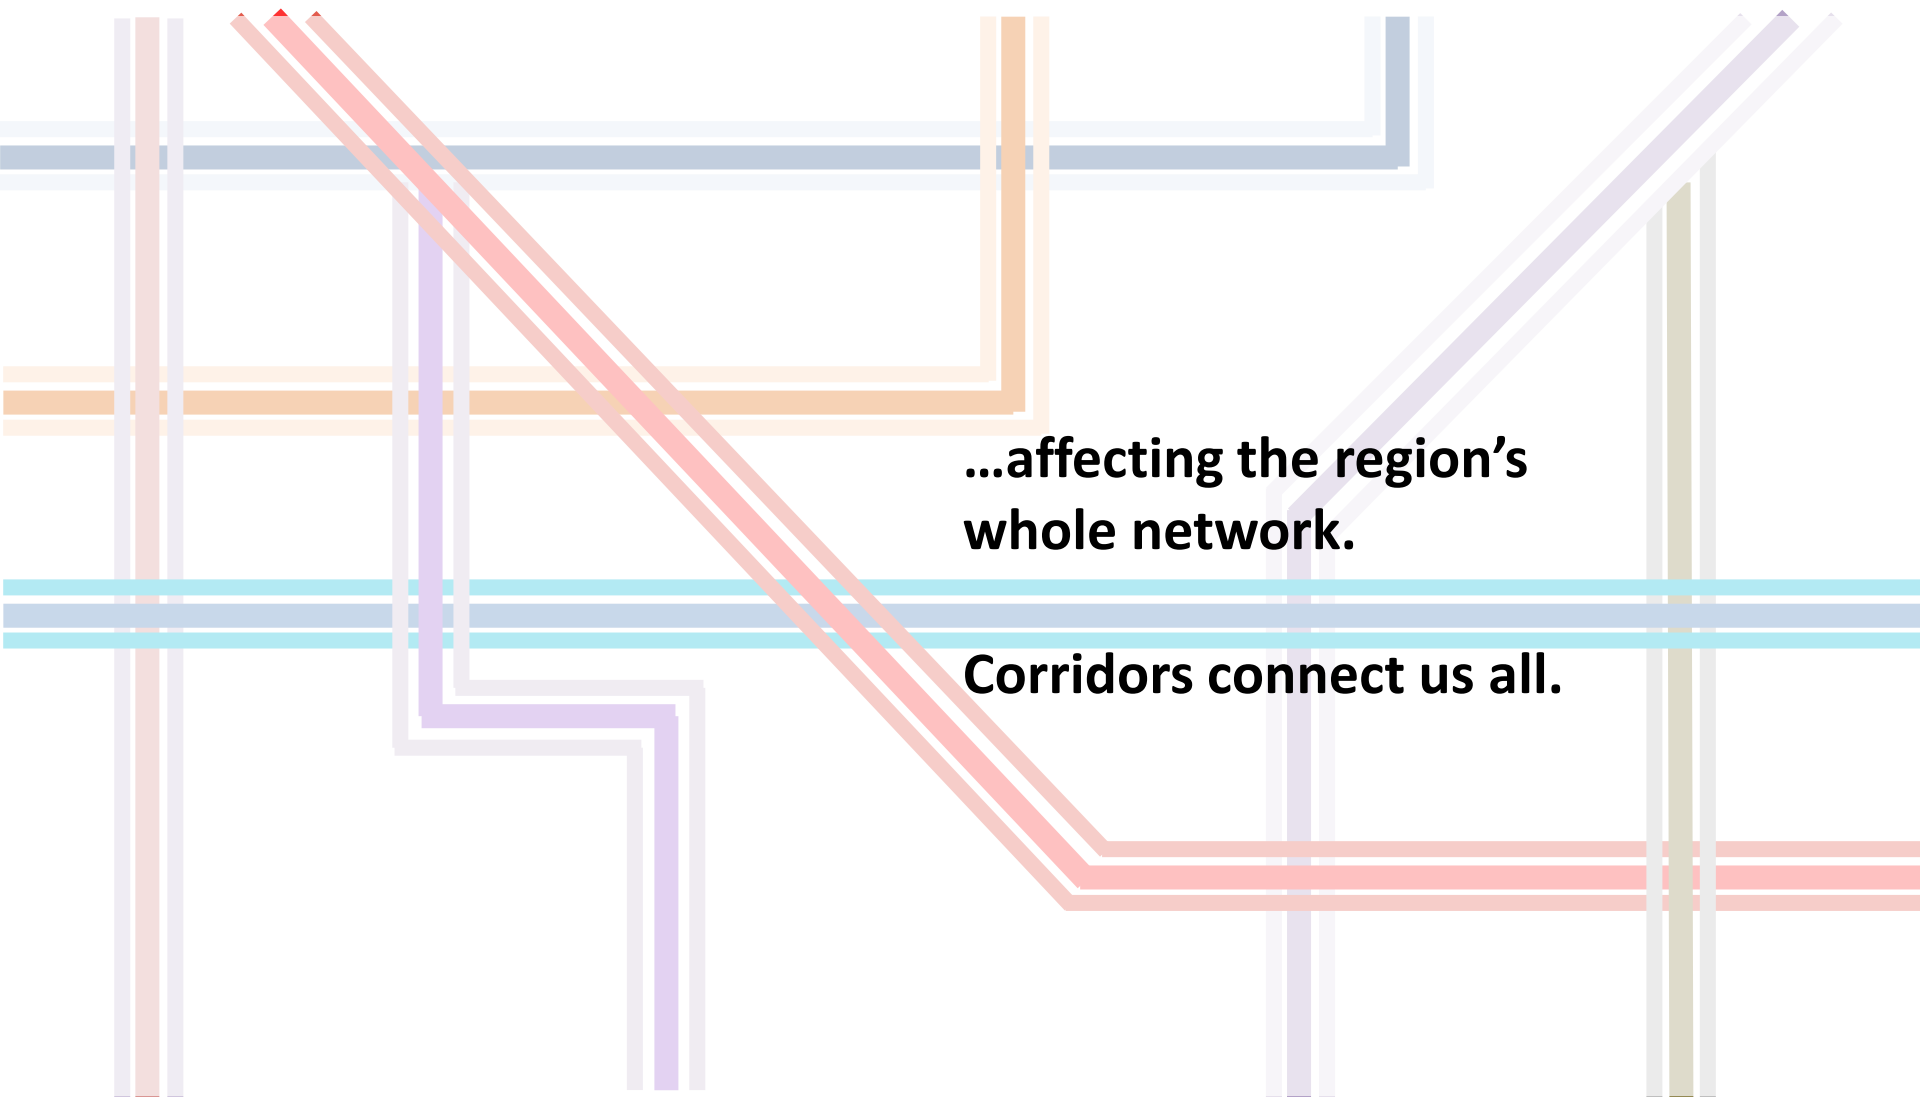 …affecting the region’s
whole network.
Corridors connect us all.